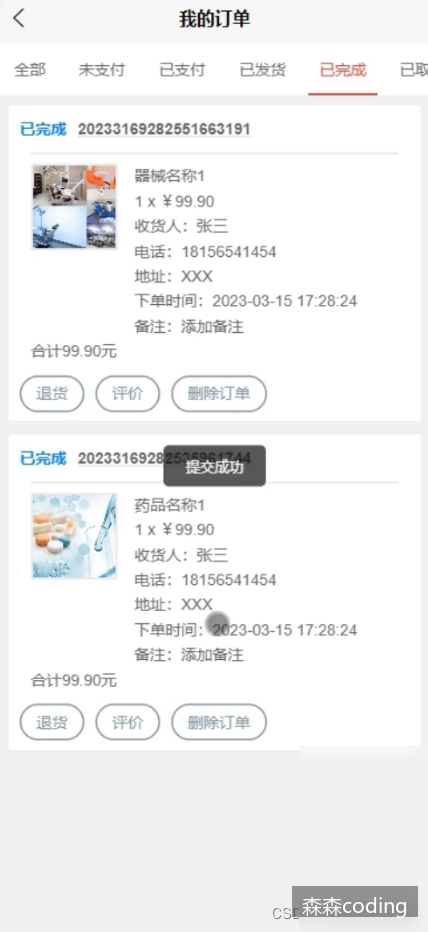 我的订单
全部 未支付 已支付 已发货 已完成 已取
已完成 20233169282551663191
器械名称1
1 x ￥99.90
收货人：张三
电话：18156541454
地址：XXX
下单时间：2023-03-15 17:28:24
备注：添加备注
合计99.90元
退货 评价 删除订单
已完成
提交成功
药品名称1
1 x ￥99.90
收货人：张三
电话：18156541454
地址：XXX
下单时间：2023-03-15 17:28:24
备注：添加备注
合计99.90元
退货 评价 删除订单
森森coding